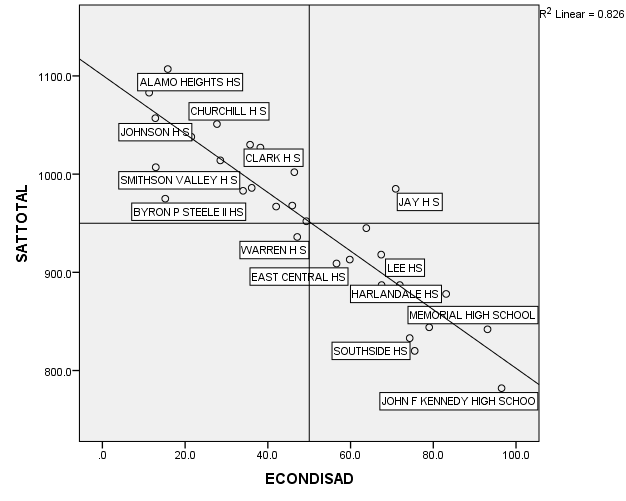 R2 Linear = 0.826
1100.0
ALAMO HEIGHTS HS
CHURCHILL H S
JOHNSON H S
CLARK H S
1000.0
SMITHSON VALLEY H S
JAY H S
BYRON P STEELE II HS
SATTOTAL
WARREN H S
LEE HS
900.0
EAST CENTRAL HS
HARLANDALE HS
MEMORIAL HIGH SCHOOL
SOUTHSIDE HS
800.0
JOHN F KENNEDY HIGH SCHOO
.0 20.0 40.0 60.0 80.0 100.0
ECONDISAD